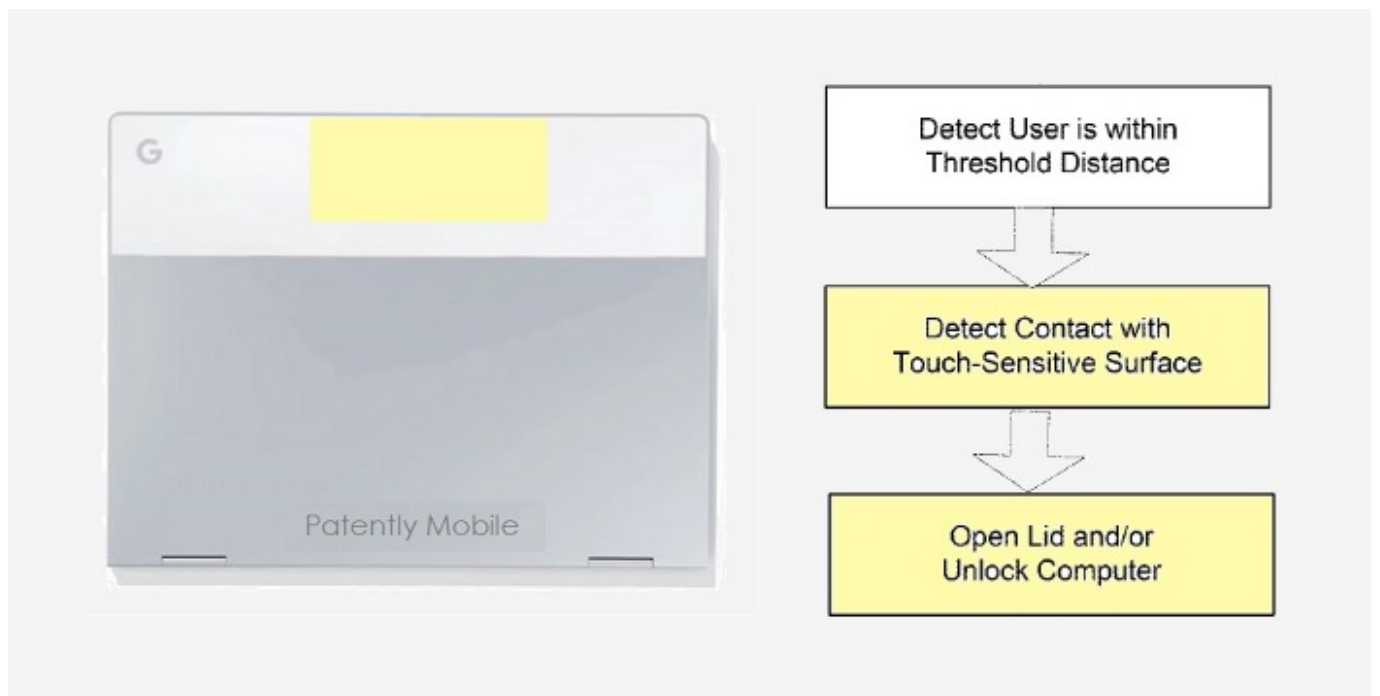 G
Patently Mobile
Detect User is within
Threshold Distance
Detect Contact with
Touch-Sensitive Surface
Open Lid and/or
Unlock Computer